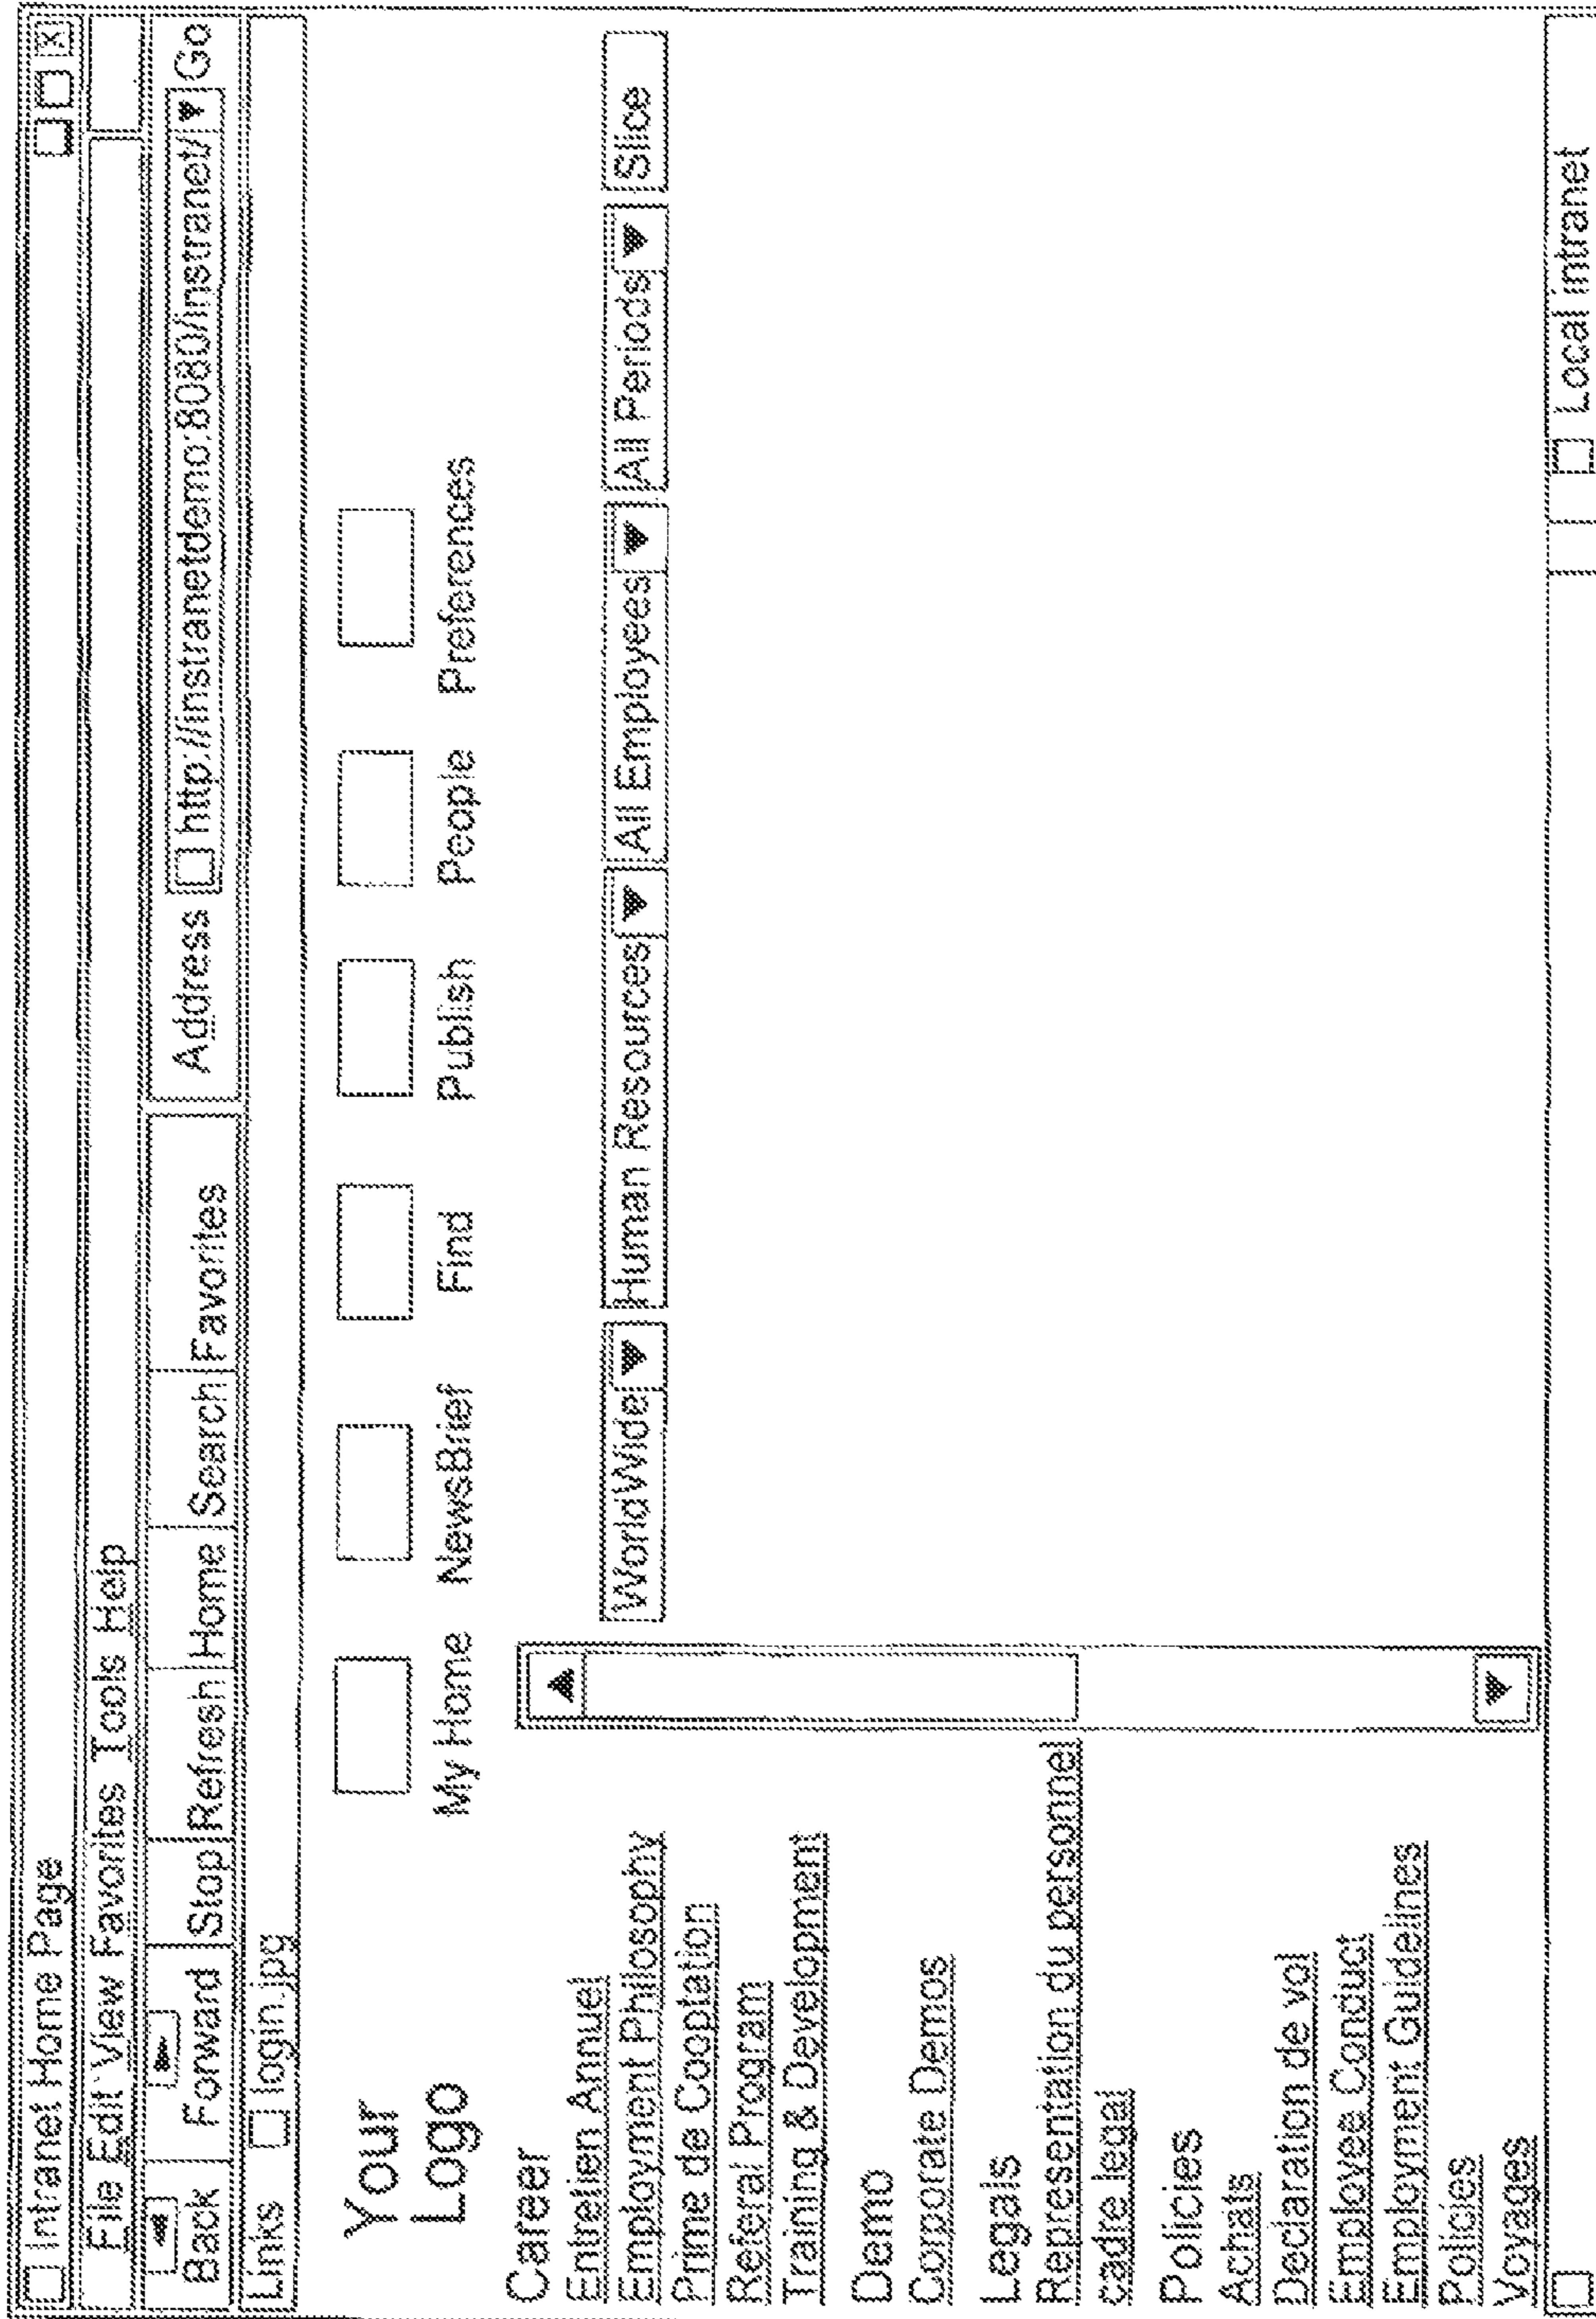 Intranet Home Page
File Edit View Favorites Tools Help
Back Forward Stop Refresh Home Search Favorites Address http://instranetdemo:8080/instranet/ Go
Links login.jpg
Your
Logo
My Home NewsBrief Find Publish People Preferences
WorldWide Human Resources All Employees All Periods Slice
Career
Entretien Annuel
Employment Philosophy
Prime de Cooptation
Referal Program
Training & Development
Demo
Corporate Demos
Legals
Representation du personnel
cadre legal
Policies
Achats
Declaration de vol
Employee Conduct
Employment Guidelines
Policies
Voyages
Local intranet